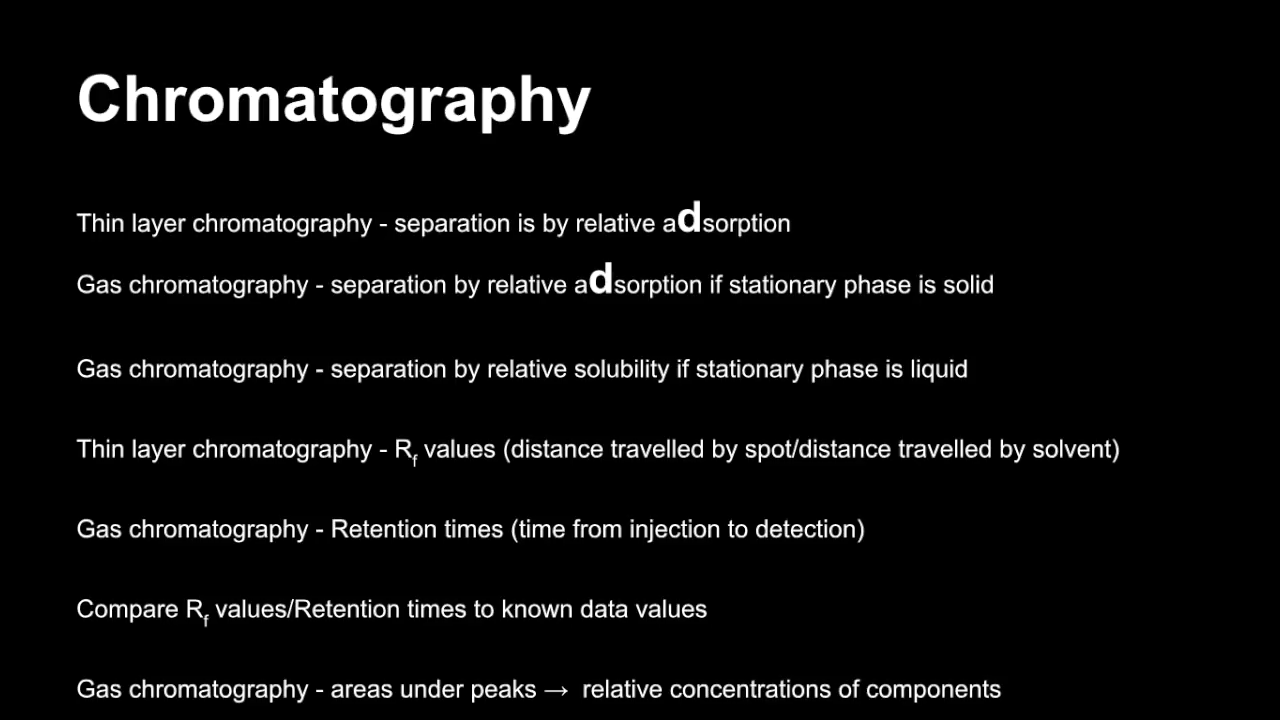 Chromatography
Thin layer chromatography - separation is by relative adsorption
Gas chromatography - separation by relative adsorption if stationary phase is solid
Gas chromatography - separation by relative solubility if stationary phase is liquid
Thin layer chromatography - Rf values (distance travelled by spot/distance travelled by solvent)
Gas chromatography - Retention times (time from injection to detection)
Compare Rf values/Retention times to known data values
Gas chromatography - areas under peaks → relative concentrations of components